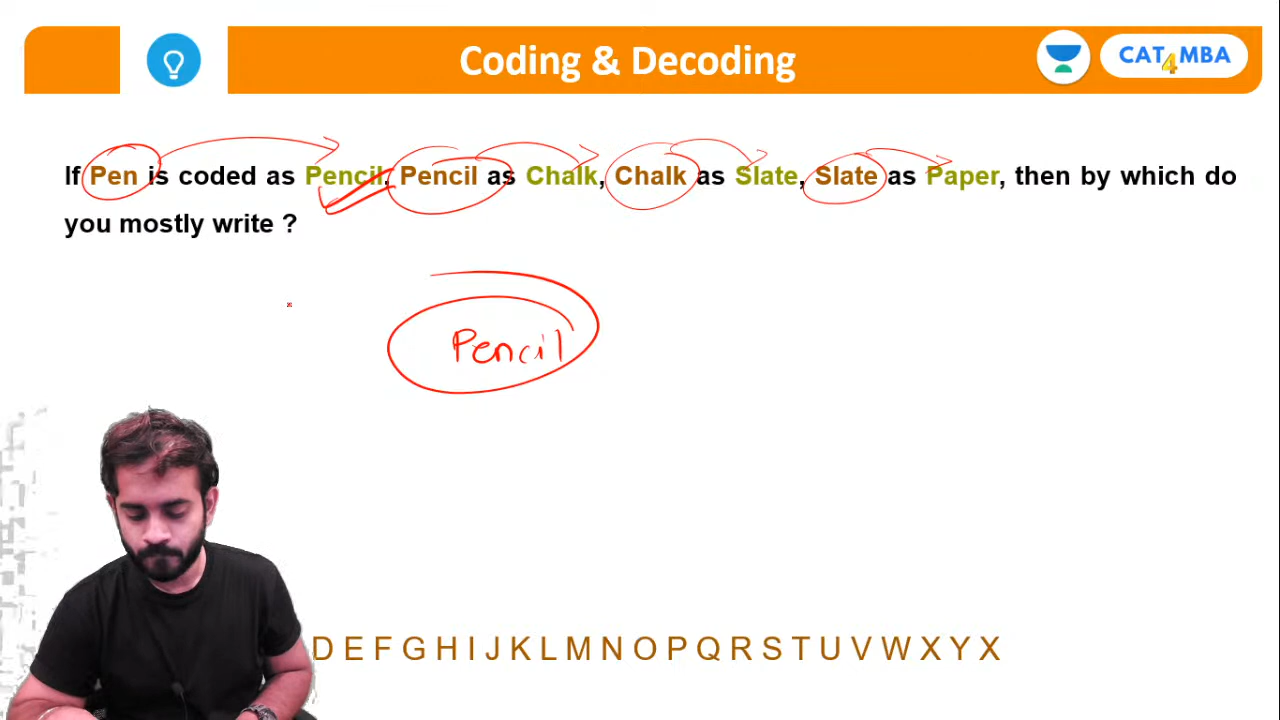 Coding & Decoding
CAT4MBA
If Pen is coded as Pencil, Pencil as Chalk, Chalk as Slate, Slate as Paper, then by which do
you mostly write ?
Pencil
D E F G H I J K L M N O P Q R S T U V W X Y X